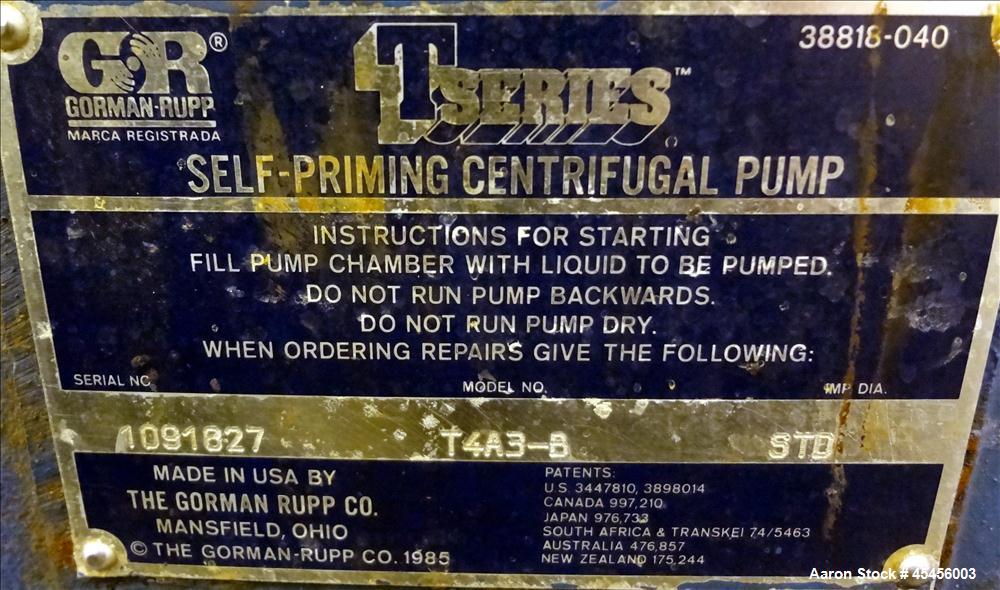 GR®
GORMAN-RUPP
MARCA REGISTRADA
T SERIES™
38818-040
SELF-PRIMING CENTRIFUGAL PUMP
INSTRUCTIONS FOR STARTING
FILL PUMP CHAMBER WITH LIQUID TO BE PUMPED.
DO NOT RUN PUMP BACKWARDS.
DO NOT RUN PUMP DRY.
WHEN ORDERING REPAIRS GIVE THE FOLLOWING:
SERIAL NO. MODEL NO. IMP. DIA.
1091827 T4A3-B STD
MADE IN USA BY
THE GORMAN RUPP CO.
MANSFIELD, OHIO
© THE GORMAN-RUPP CO. 1985
PATENTS:
U.S. 3447810, 3898014
CANADA 997,210
JAPAN 976,733
SOUTH AFRICA & TRANSKEI 74/5463
AUSTRALIA 476,857
NEW ZEALAND 175,244
Aaron Stock # 45456003